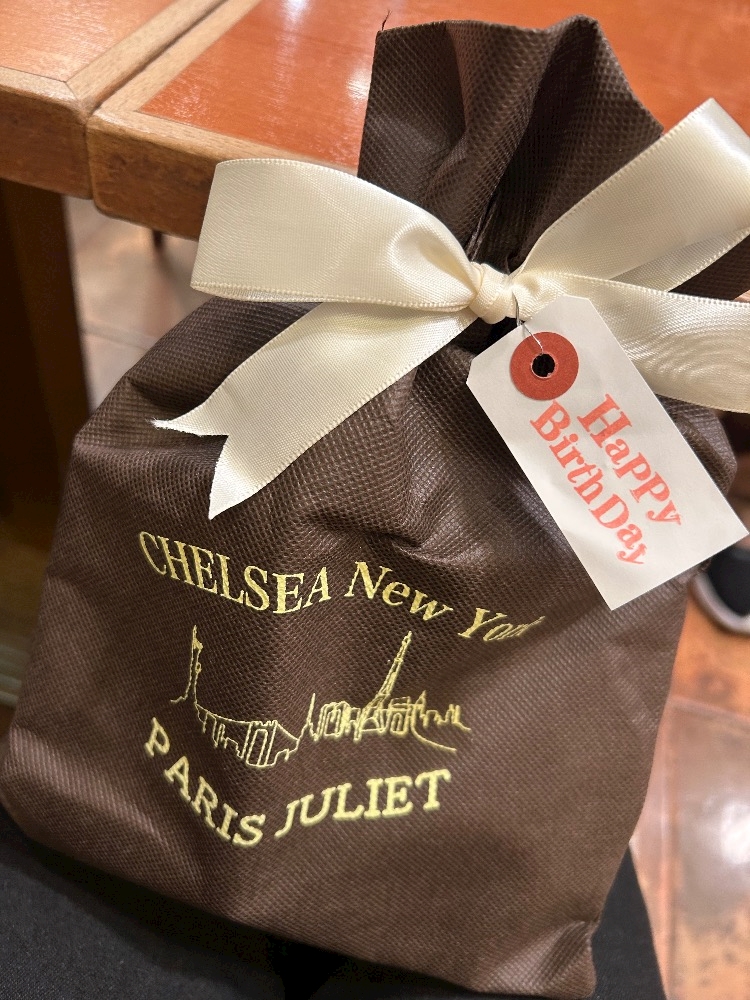 Happy
BirthDay
CHELSEA New York
PARIS JULIET